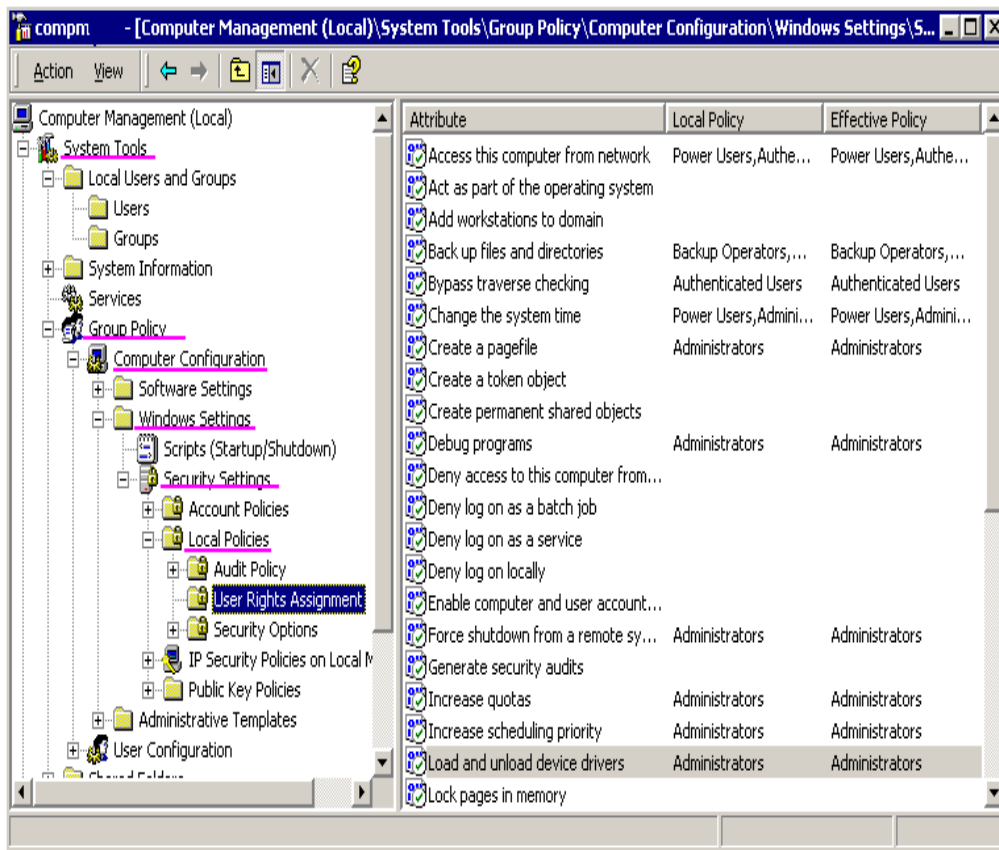 compm - [Computer Management (Local)\System Tools\Group Policy\Computer Configuration\Windows Settings\S...
Action View
Computer Management (Local)
System Tools
Local Users and Groups
Users
Groups
System Information
Services
Group Policy
Computer Configuration
Software Settings
Windows Settings
Scripts (Startup/Shutdown)
Security Settings
Account Policies
Local Policies
Audit Policy
User Rights Assignment
Security Options
IP Security Policies on Local M
Public Key Policies
Administrative Templates
User Configuration
Shared Folders
Attribute Local Policy Effective Policy
Access this computer from network Power Users,Authe... Power Users,Authe...
Act as part of the operating system
Add workstations to domain
Back up files and directories Backup Operators,... Backup Operators,...
Bypass traverse checking Authenticated Users Authenticated Users
Change the system time Power Users,Admini... Power Users,Admini...
Create a pagefile Administrators Administrators
Create a token object
Create permanent shared objects
Debug programs Administrators Administrators
Deny access to this computer from...
Deny log on as a batch job
Deny log on as a service
Deny log on locally
Enable computer and user account...
Force shutdown from a remote sy... Administrators Administrators
Generate security audits
Increase quotas Administrators Administrators
Increase scheduling priority Administrators Administrators
Load and unload device drivers Administrators Administrators
Lock pages in memory